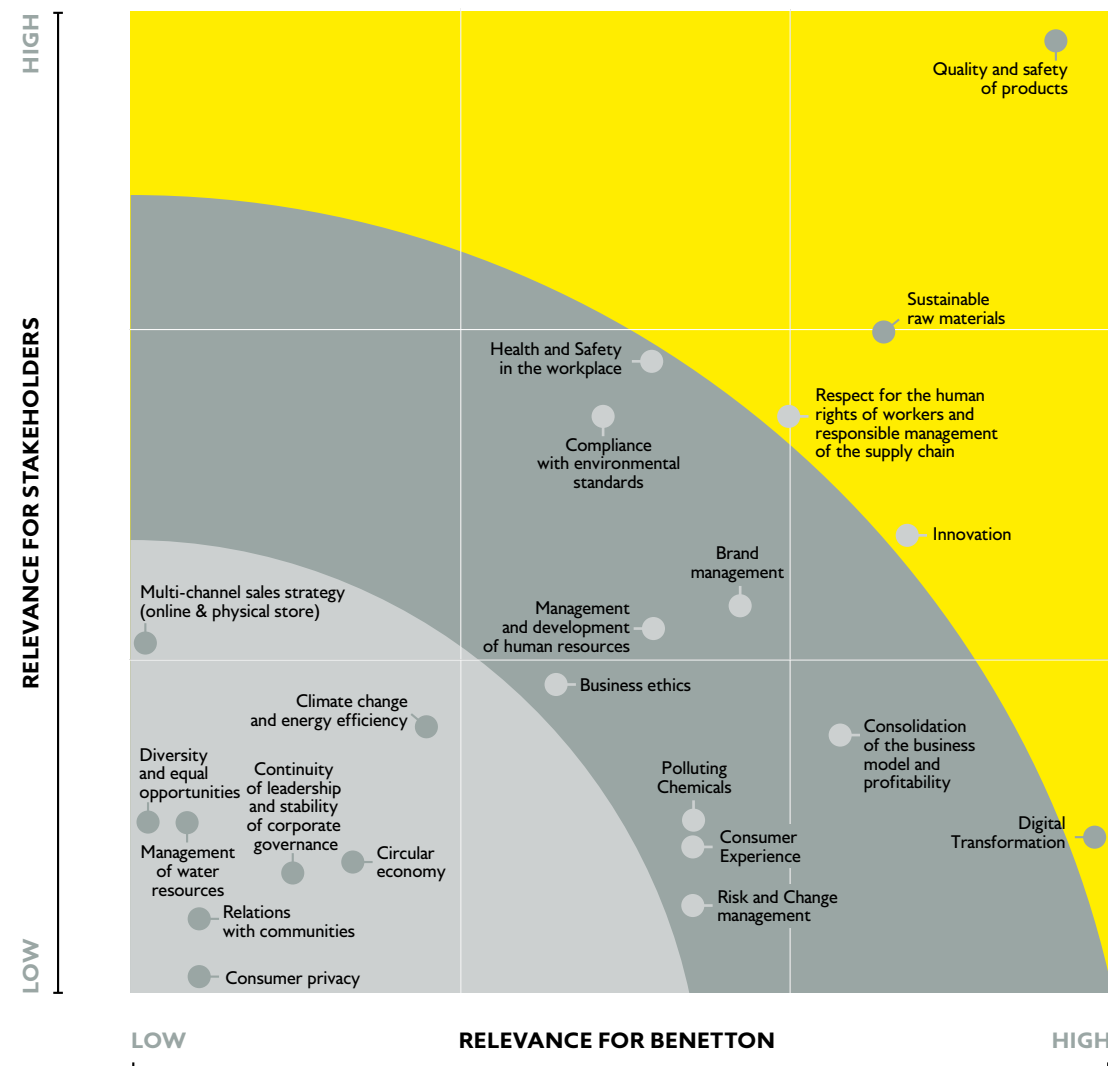 HIGH
Quality and safety
of products
Sustainable
raw materials
Health and Safety
in the workplace
Respect for the human
rights of workers and
responsible management
of the supply chain
Compliance
with environmental
standards
Innovation
Brand
management
Multi-channel sales strategy
(online & physical store)
Management
and development
of human resources
Business ethics
Climate change
and energy efficiency
Consolidation
of the business
model and
profitability
Diversity
and equal
opportunities
Continuity
of leadership
and stability
of corporate
governance
Polluting
Chemicals
Digital
Transformation
Consumer
Experience
Management
of water
resources
Circular
economy
Risk and Change
management
Relations
with communities
Consumer privacy
RELEVANCE FOR STAKEHOLDERS
LOW
LOW
RELEVANCE FOR BENETTON
HIGH